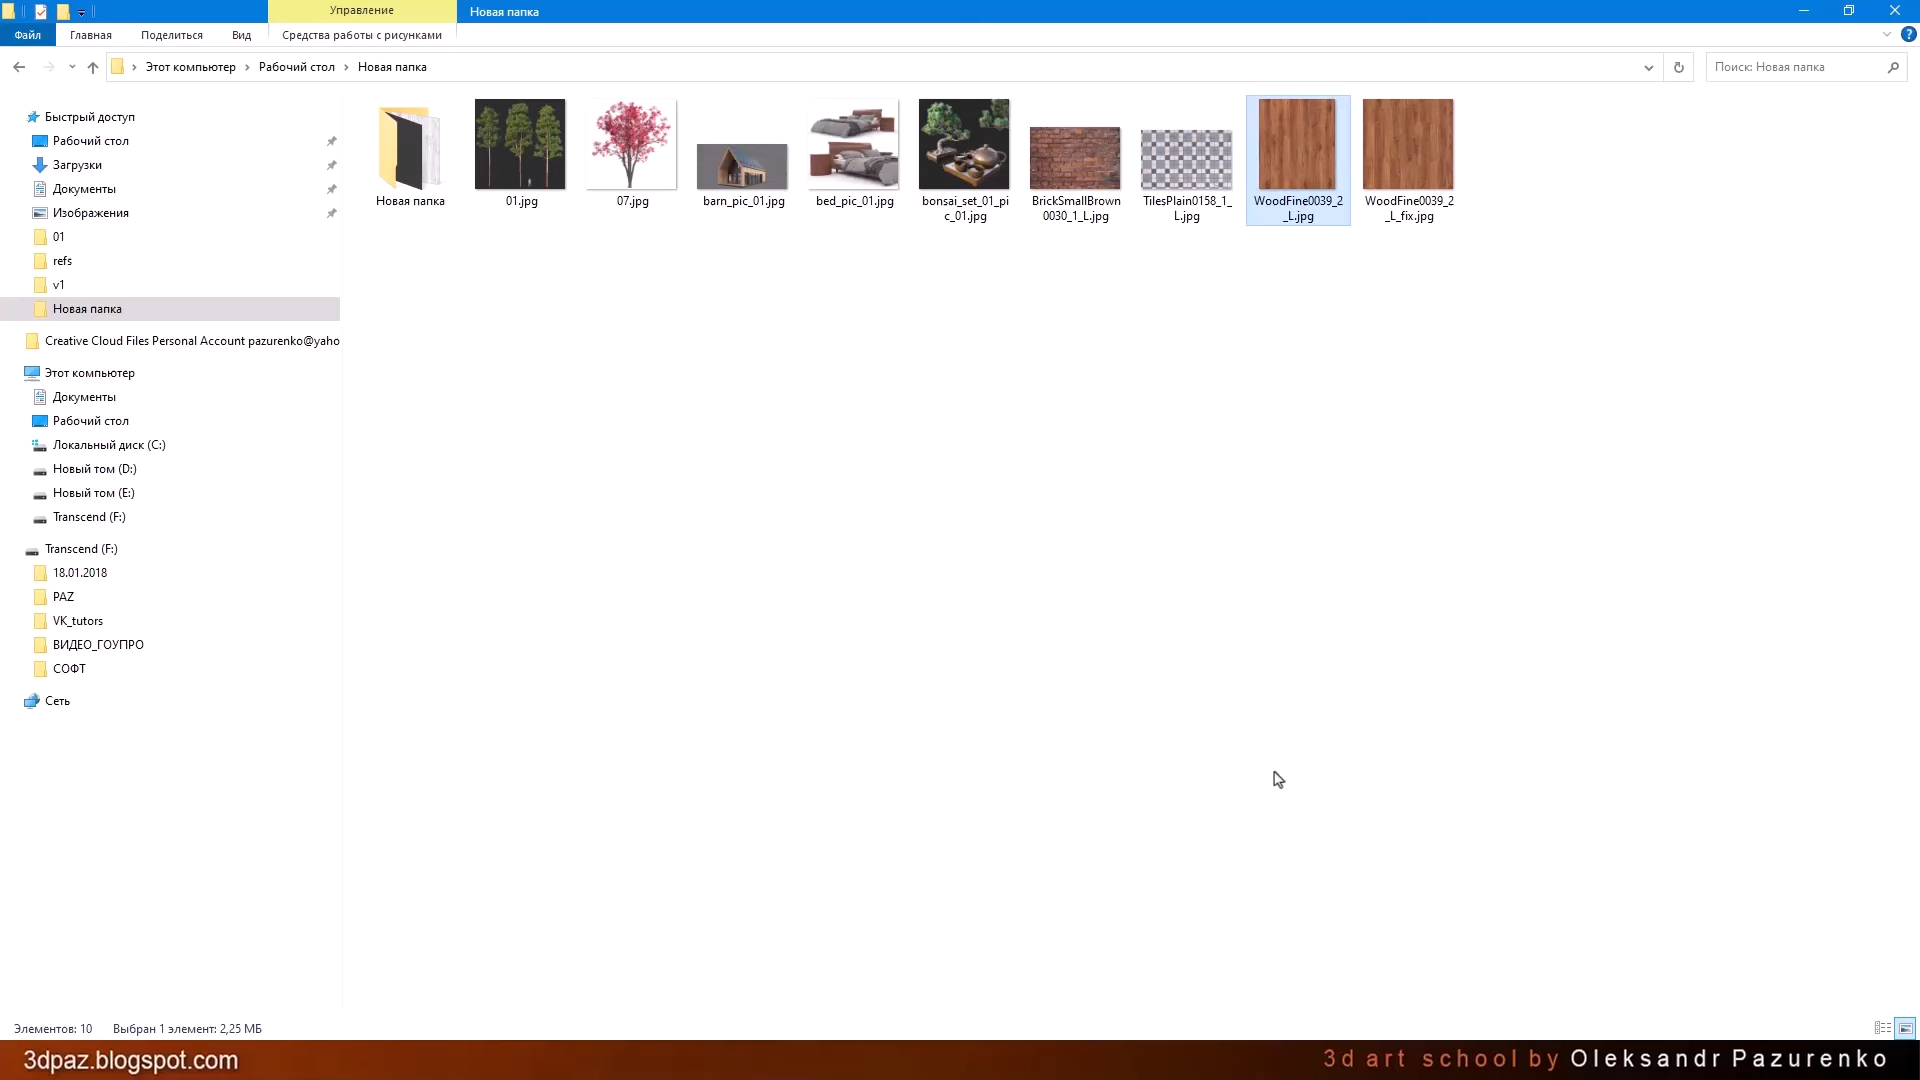 Управление
Новая папка
Файл
Главная
Поделиться
Вид
Средства работы с рисунками
Этот компьютер
Рабочий стол
Новая папка
Поиск: Новая папка
Быстрый доступ
Рабочий стол
Загрузки
Документы
Изображения
01
refs
v1
Новая папка
Creative Cloud Files Personal Account pazurenko@yaho
Этот компьютер
Документы
Рабочий стол
Локальный диск (C:)
Новый том (D:)
Новый том (E:)
Transcend (F:)
Transcend (F:)
18.01.2018
PAZ
VK_tutors
ВИДЕО_ГОУПРО
СОФТ
Сеть
Новая папка
01.jpg
07.jpg
barn_pic_01.jpg
bed_pic_01.jpg
bonsai_set_01_pi
c_01.jpg
BrickSmallBrown
0030_1_L.jpg
TilesPlain0158_1_
L.jpg
WoodFine0039_2
_L.jpg
WoodFine0039_2
_L_fix.jpg
Элементов: 10
Выбран 1 элемент: 2,25 МБ
3dpaz.blogspot.com
3d art school by Oleksandr Pazurenko